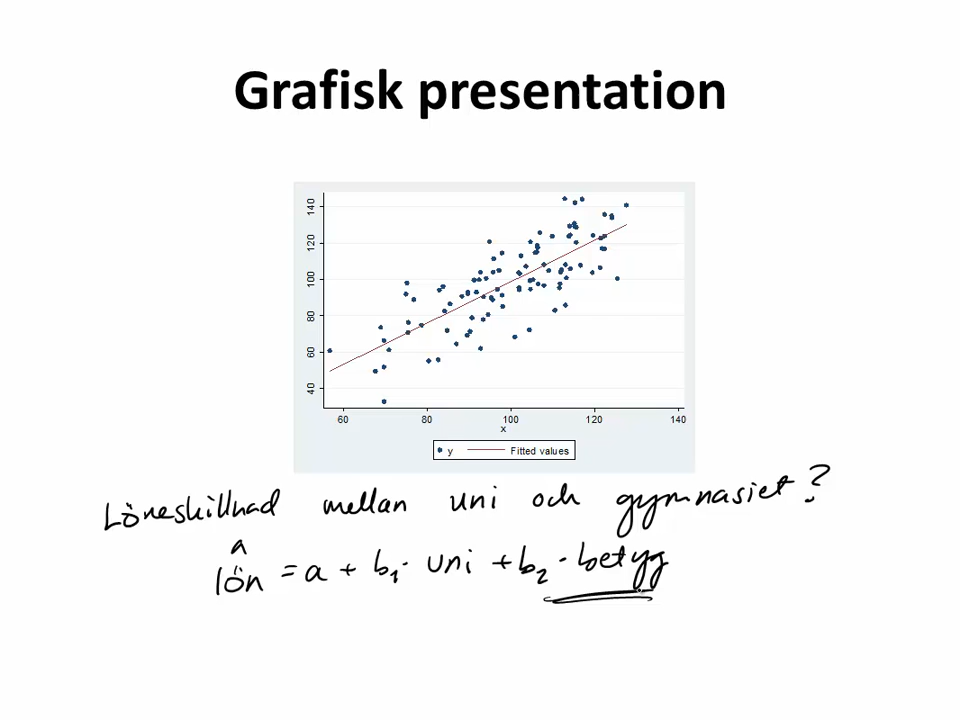 Grafisk presentation
140
120
100
80
60
40
60 80 100 120 140
x
y Fitted values
Löneskillnad mellan uni och gymnasiet?
^
lön = a + b₁· uni + b₂ · betyg